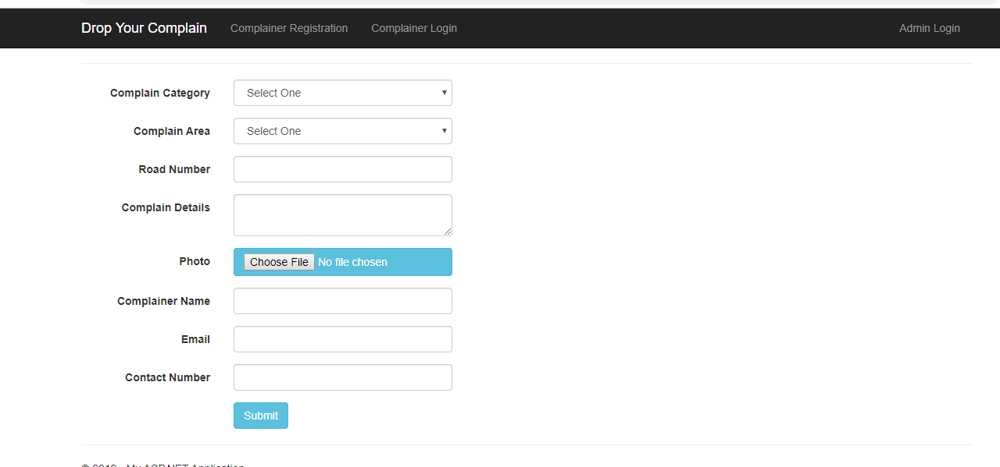 Drop Your Complain Complainer Registration Complainer Login Admin Login
Complain Category Select One
Complain Area Select One
Road Number
Complain Details
Photo Choose File No file chosen
Complainer Name
Email
Contact Number
Submit
© 2019 - My ASP.NET Application